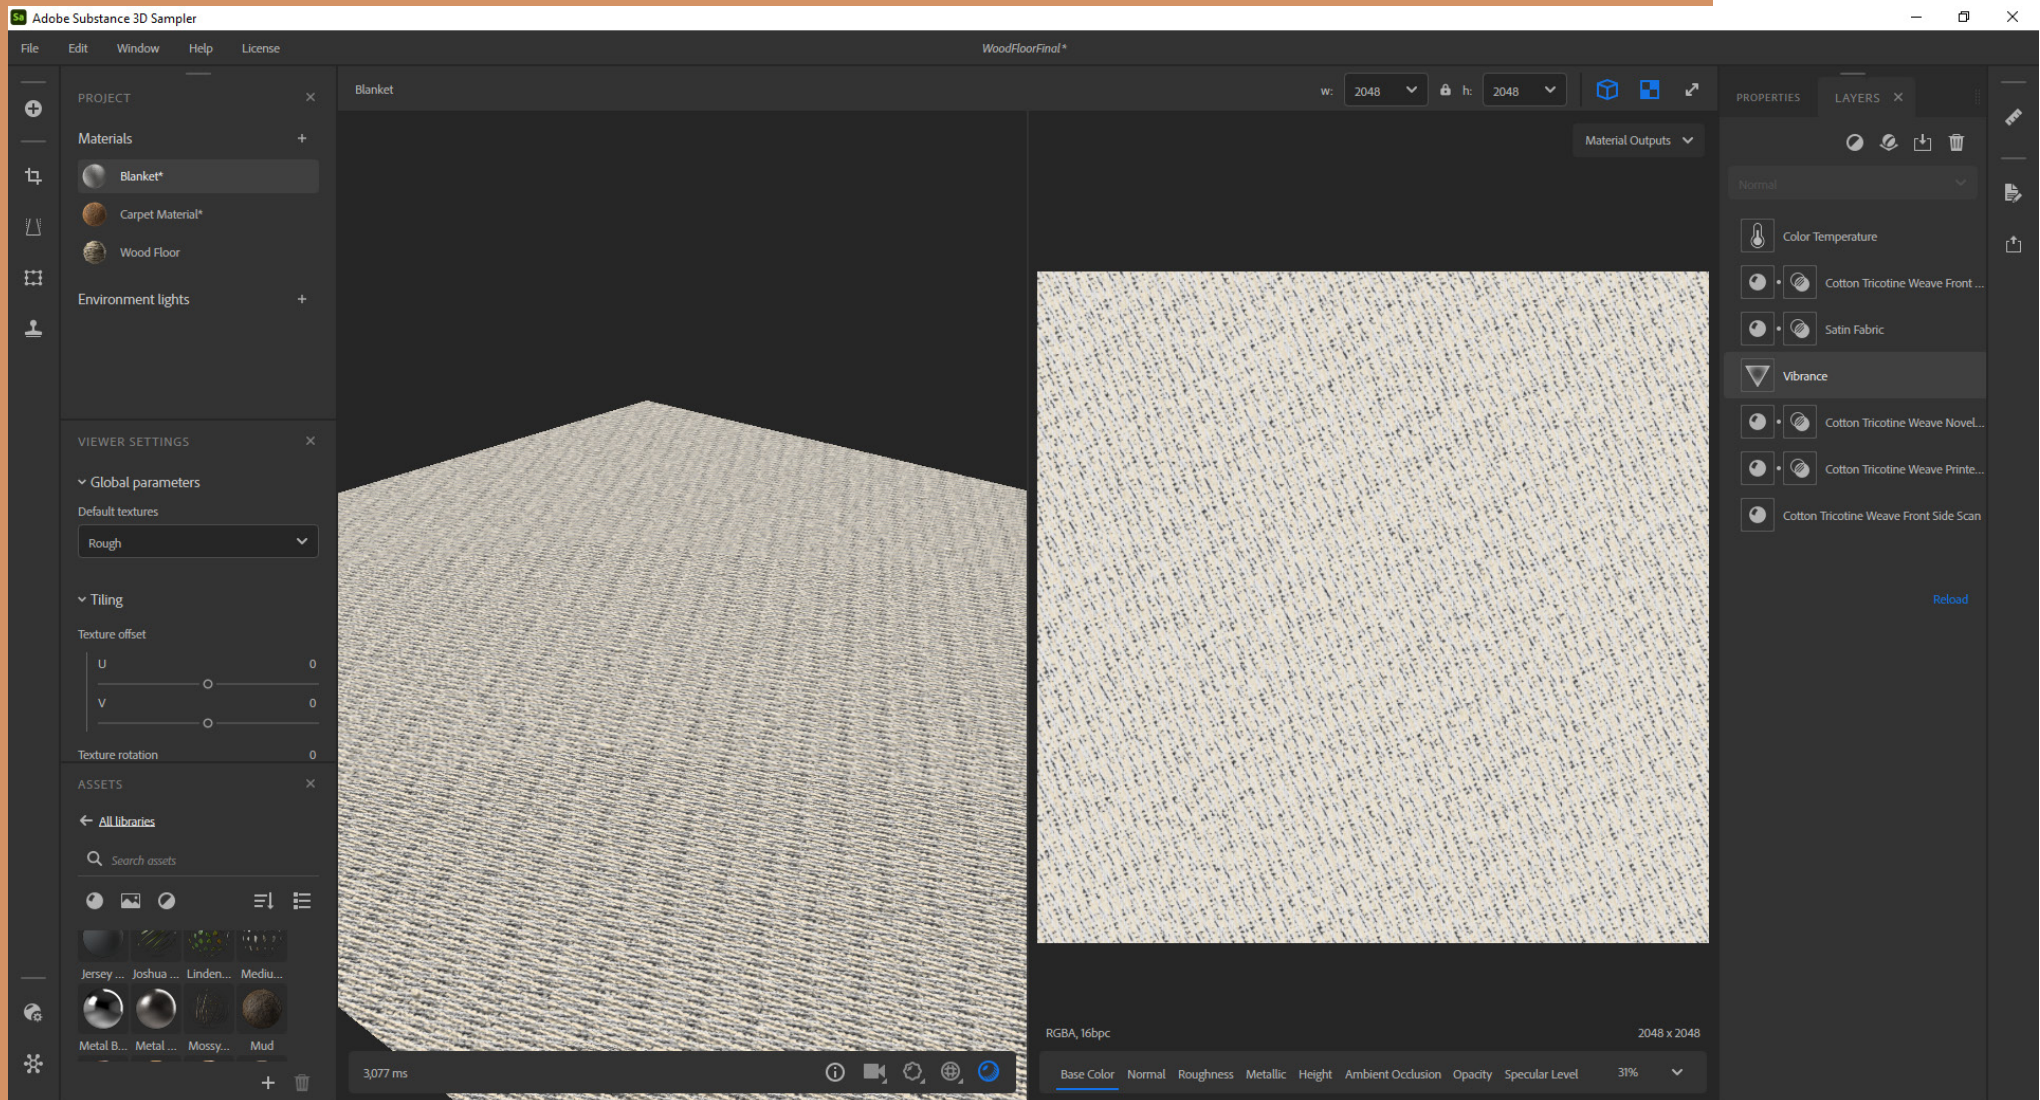 Sa Adobe Substance 3D Sampler
File Edit Window Help License
WoodFloorFinal*
PROJECT
Materials
Blanket*
Carpet Material*
Wood Floor
Environment lights
VIEWER SETTINGS
Global parameters
Default textures
Rough
Tiling
Texture offset
U 0
V 0
Texture rotation 0
ASSETS
All libraries
Search assets
Jersey ... Joshua ... Linden... Mediu...
Metal B... Metal ... Mossy... Mud
Blanket
w: 2048 h: 2048
Material Outputs
3,077 ms
RGBA, 16bpc 2048 x 2048
Base Color Normal Roughness Metallic Height Ambient Occlusion Opacity Specular Level 31%
PROPERTIES LAYERS
Normal
Color Temperature
Cotton Tricotine Weave Front ...
Satin Fabric
Vibrance
Cotton Tricotine Weave Novel...
Cotton Tricotine Weave Printe...
Cotton Tricotine Weave Front Side Scan
Reload